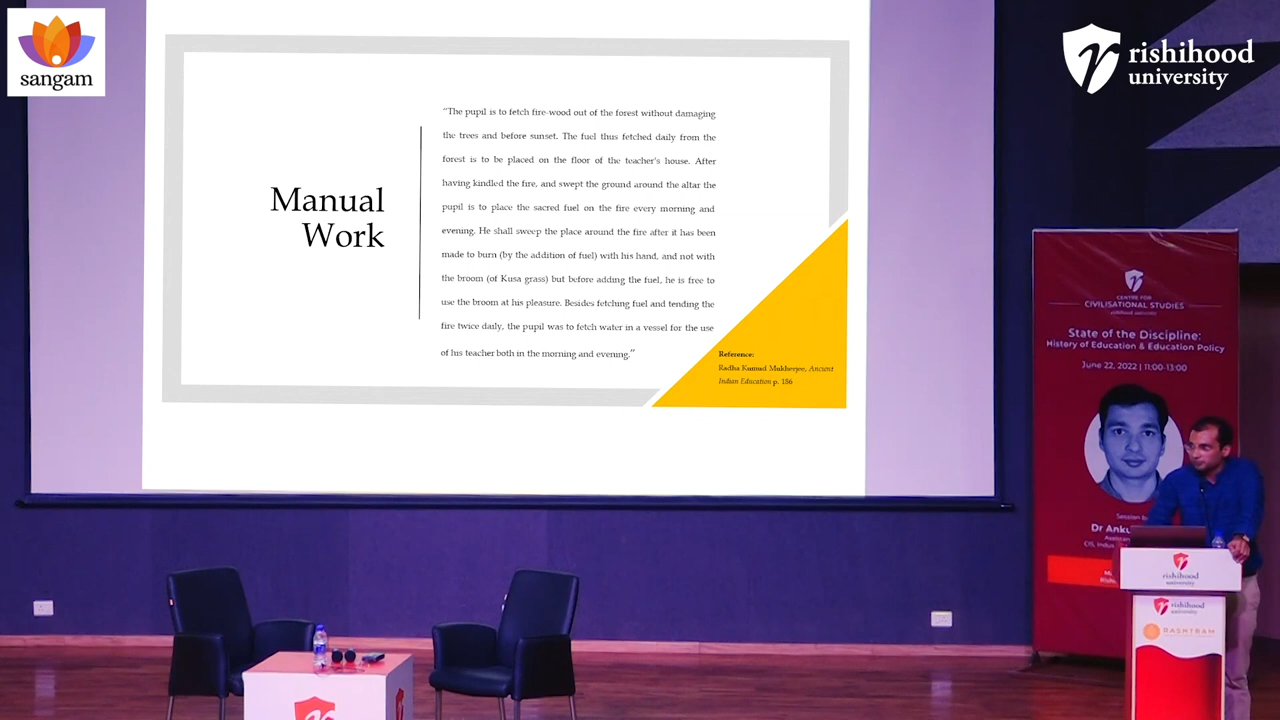 sangam
rishihood
university
Manual
Work
“The pupil is to fetch fire-wood out of the forest without damaging
the trees and before sunset. The fuel thus fetched daily from the
forest is to be placed on the floor of the teacher's house. After
having kindled the fire, and swept the ground around the altar the
pupil is to place the sacred fuel on the fire every morning and
evening. He shall sweep the place around the fire after it has been
made to burn (by the addition of fuel) with his hand, and not with
the broom (of Kusa grass) but before adding the fuel, he is free to
use the broom at his pleasure. Besides fetching fuel and tending the
fire twice daily, the pupil was to fetch water in a vessel for the use
of his teacher both in the morning and evening.”
Reference:
Radha Kumud Mukherjee, Ancient
Indian Education p. 156
CENTRE FOR
CIVILISATIONAL STUDIES
rishihood university
State of the Discipline:
History of Education & Education Policy
June 22, 2022 | 11:00-13:00
Session b
Dr Anku
rishihood
university
rishihood
university
RASHTRAM